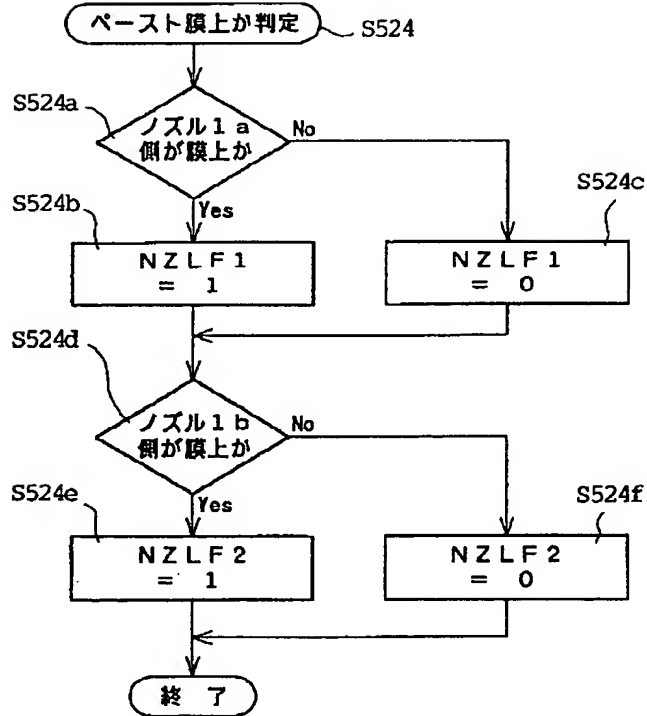 ペースト膜上か判定
S524
S524a
ノズル1a
側が膜上か
No
Yes
S524b
NZLF1
= 1
S524c
NZLF1
= 0
S524d
ノズル1b
側が膜上か
No
Yes
S524e
NZLF2
= 1
S524f
NZLF2
= 0
終 了